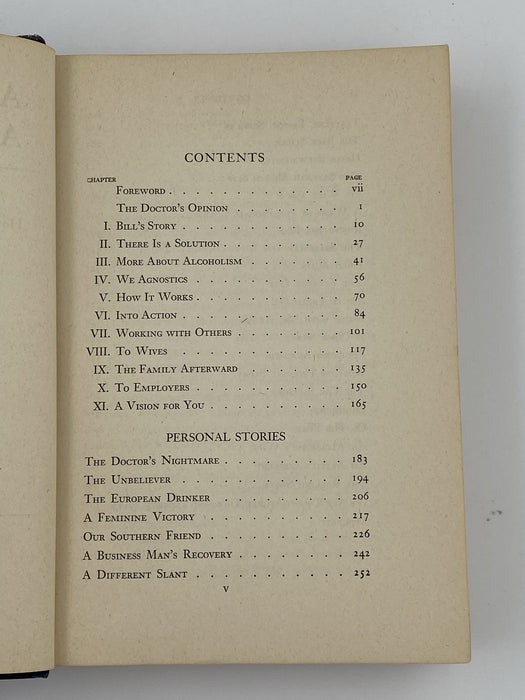 CONTENTS
CHAPTER PAGE
Foreword . . . . . . . . . . . . vii
The Doctor's Opinion . . . . . . . . 1
I. Bill's Story . . . . . . . . . . . 10
II. There Is a Solution . . . . . . . . 27
III. More About Alcoholism . . . . . . 41
IV. We Agnostics . . . . . . . . . . 56
V. How It Works . . . . . . . . . . 70
VI. Into Action . . . . . . . . . . 84
VII. Working with Others . . . . . . . 101
VIII. To Wives . . . . . . . . . . 117
IX. The Family Afterward . . . . . . . 135
X. To Employers . . . . . . . . . . 150
XI. A Vision for You . . . . . . . . . 165
PERSONAL STORIES
The Doctor's Nightmare . . . . . . . . . 183
The Unbeliever . . . . . . . . . . . . 194
The European Drinker . . . . . . . . . 206
A Feminine Victory . . . . . . . . . . 217
Our Southern Friend . . . . . . . . . . 226
A Business Man's Recovery . . . . . . . . 242
A Different Slant . . . . . . . . . . . 252
v